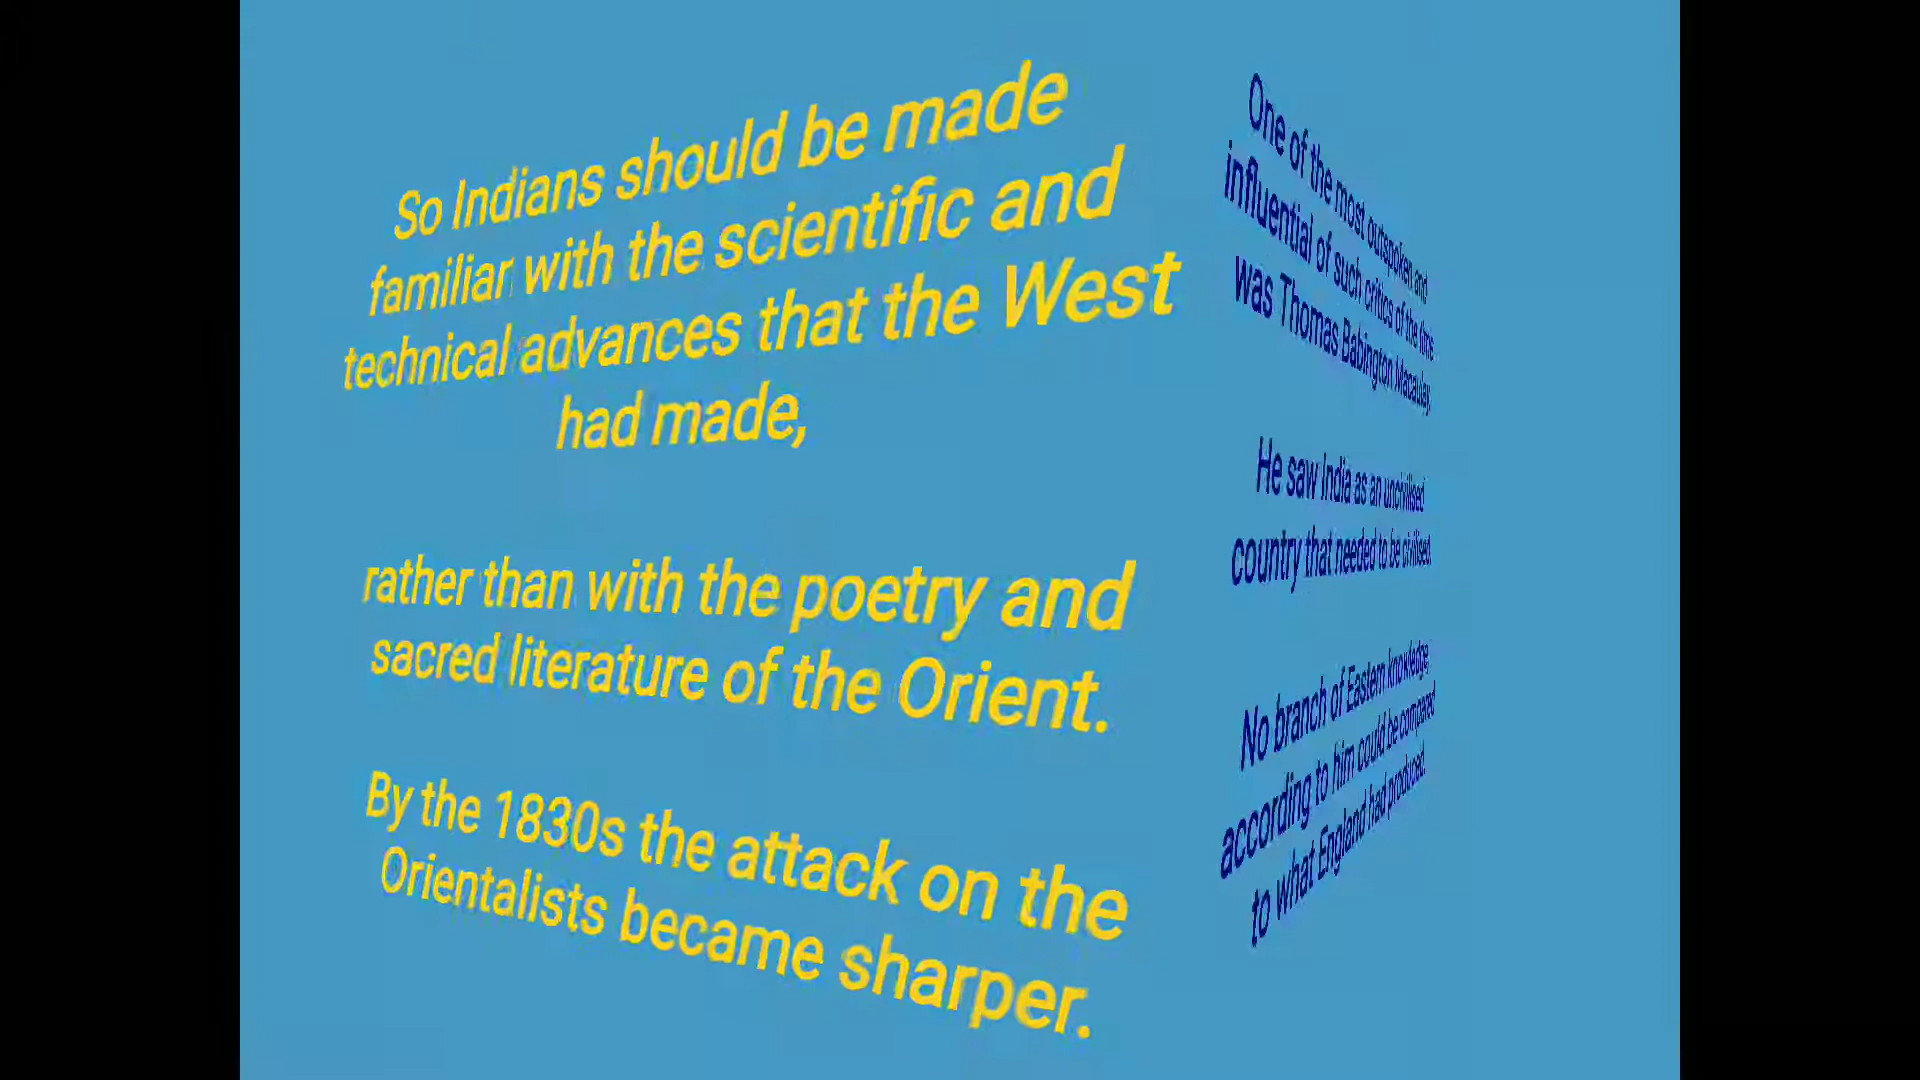 So Indians should be made
familiar with the scientific and
technical advances that the West
had made,
rather than with the poetry and
sacred literature of the Orient.
By the 1830s the attack on the
Orientalists became sharper.
One of the most outspoken and
influential of such critics of the time
was Thomas Babington Macaulay.
He saw India as an uncivilised
country that needed to be civilised.
No branch of Eastern knowledge,
according to him could be compared
to what England had produced.